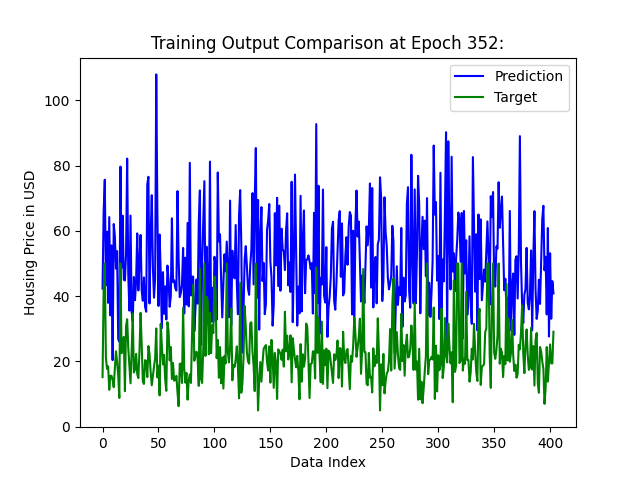 Training Output Comparison at Epoch 352:
Prediction
Target
Housing Price in USD
100
80
60
40
20
0
0 50 100 150 200 250 300 350 400
Data Index